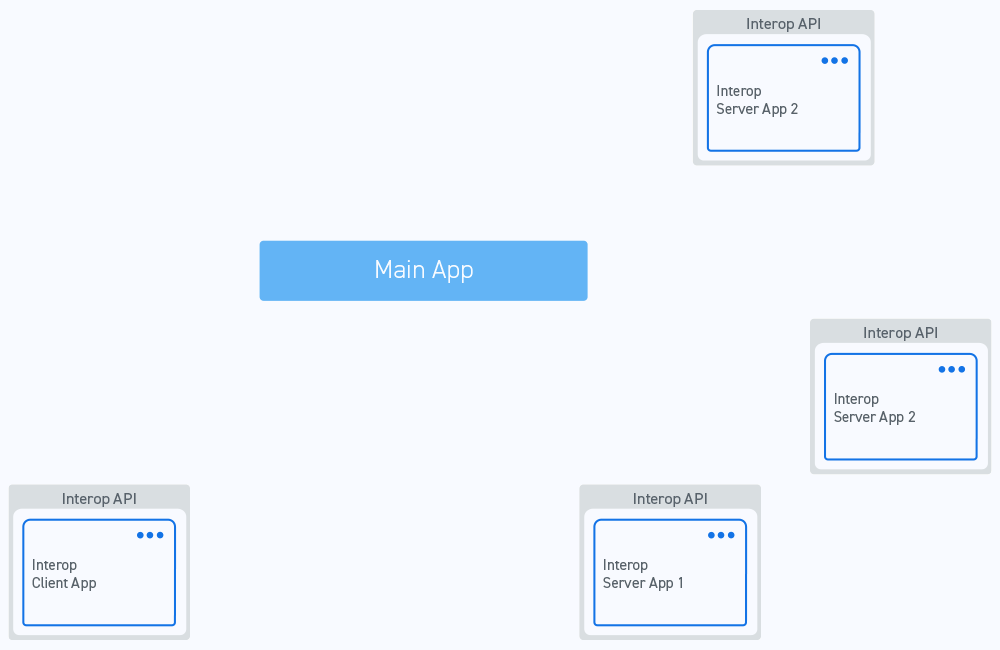 Interop API
Interop
Server App 2
Main App
Interop API
Interop
Server App 2
Interop API
Interop
Client App
Interop API
Interop
Server App 1